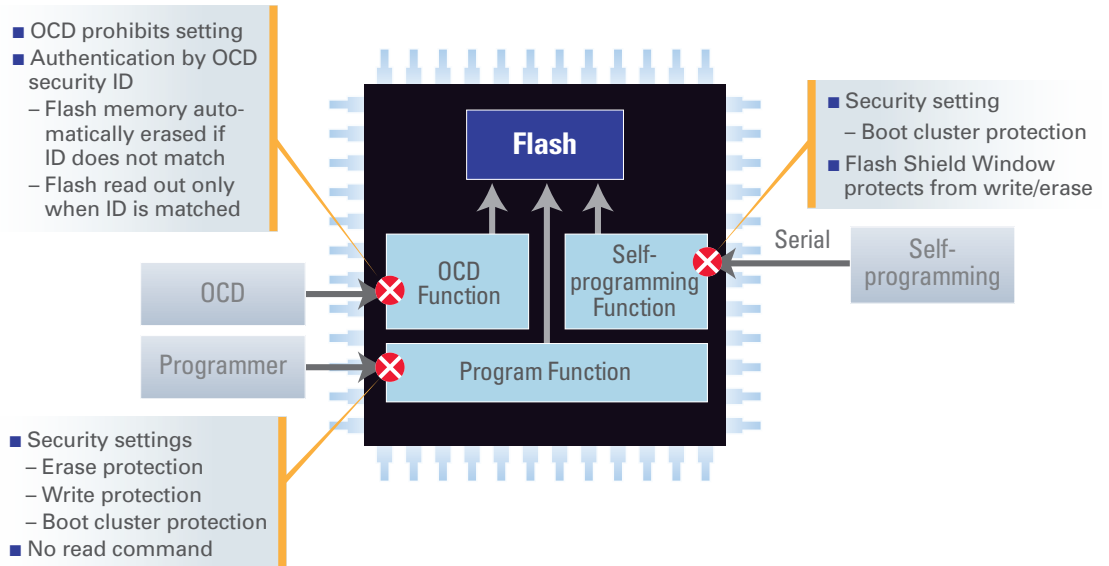 ■ OCD prohibits setting
■ Authentication by OCD
security ID
– Flash memory auto-
matically erased if
ID does not match
– Flash read out only
when ID is matched
■ Security setting
– Boot cluster protection
■ Flash Shield Window
protects from write/erase
Flash
OCD
Function
Self-
programming
Function
Serial
Self-
programming
OCD
Programmer
Program Function
■ Security settings
– Erase protection
– Write protection
– Boot cluster protection
■ No read command